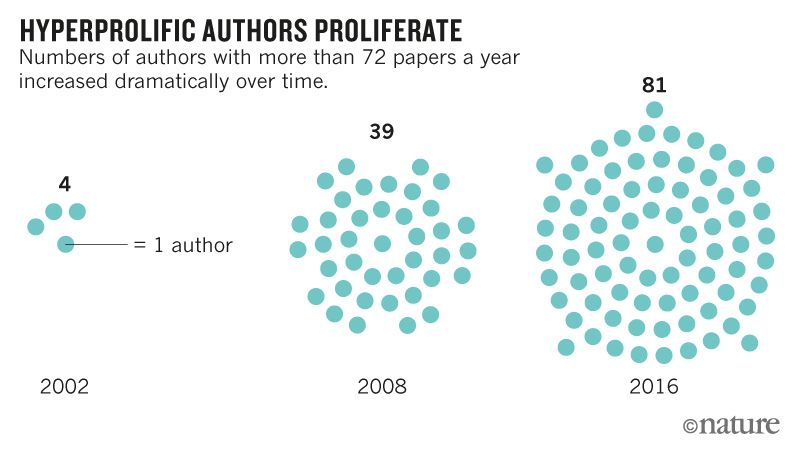 HYPERPROLIFIC AUTHORS PROLIFERATE
Numbers of authors with more than 72 papers a year
increased dramatically over time.
4
39
81
= 1 author
2002
2008
2016
©nature